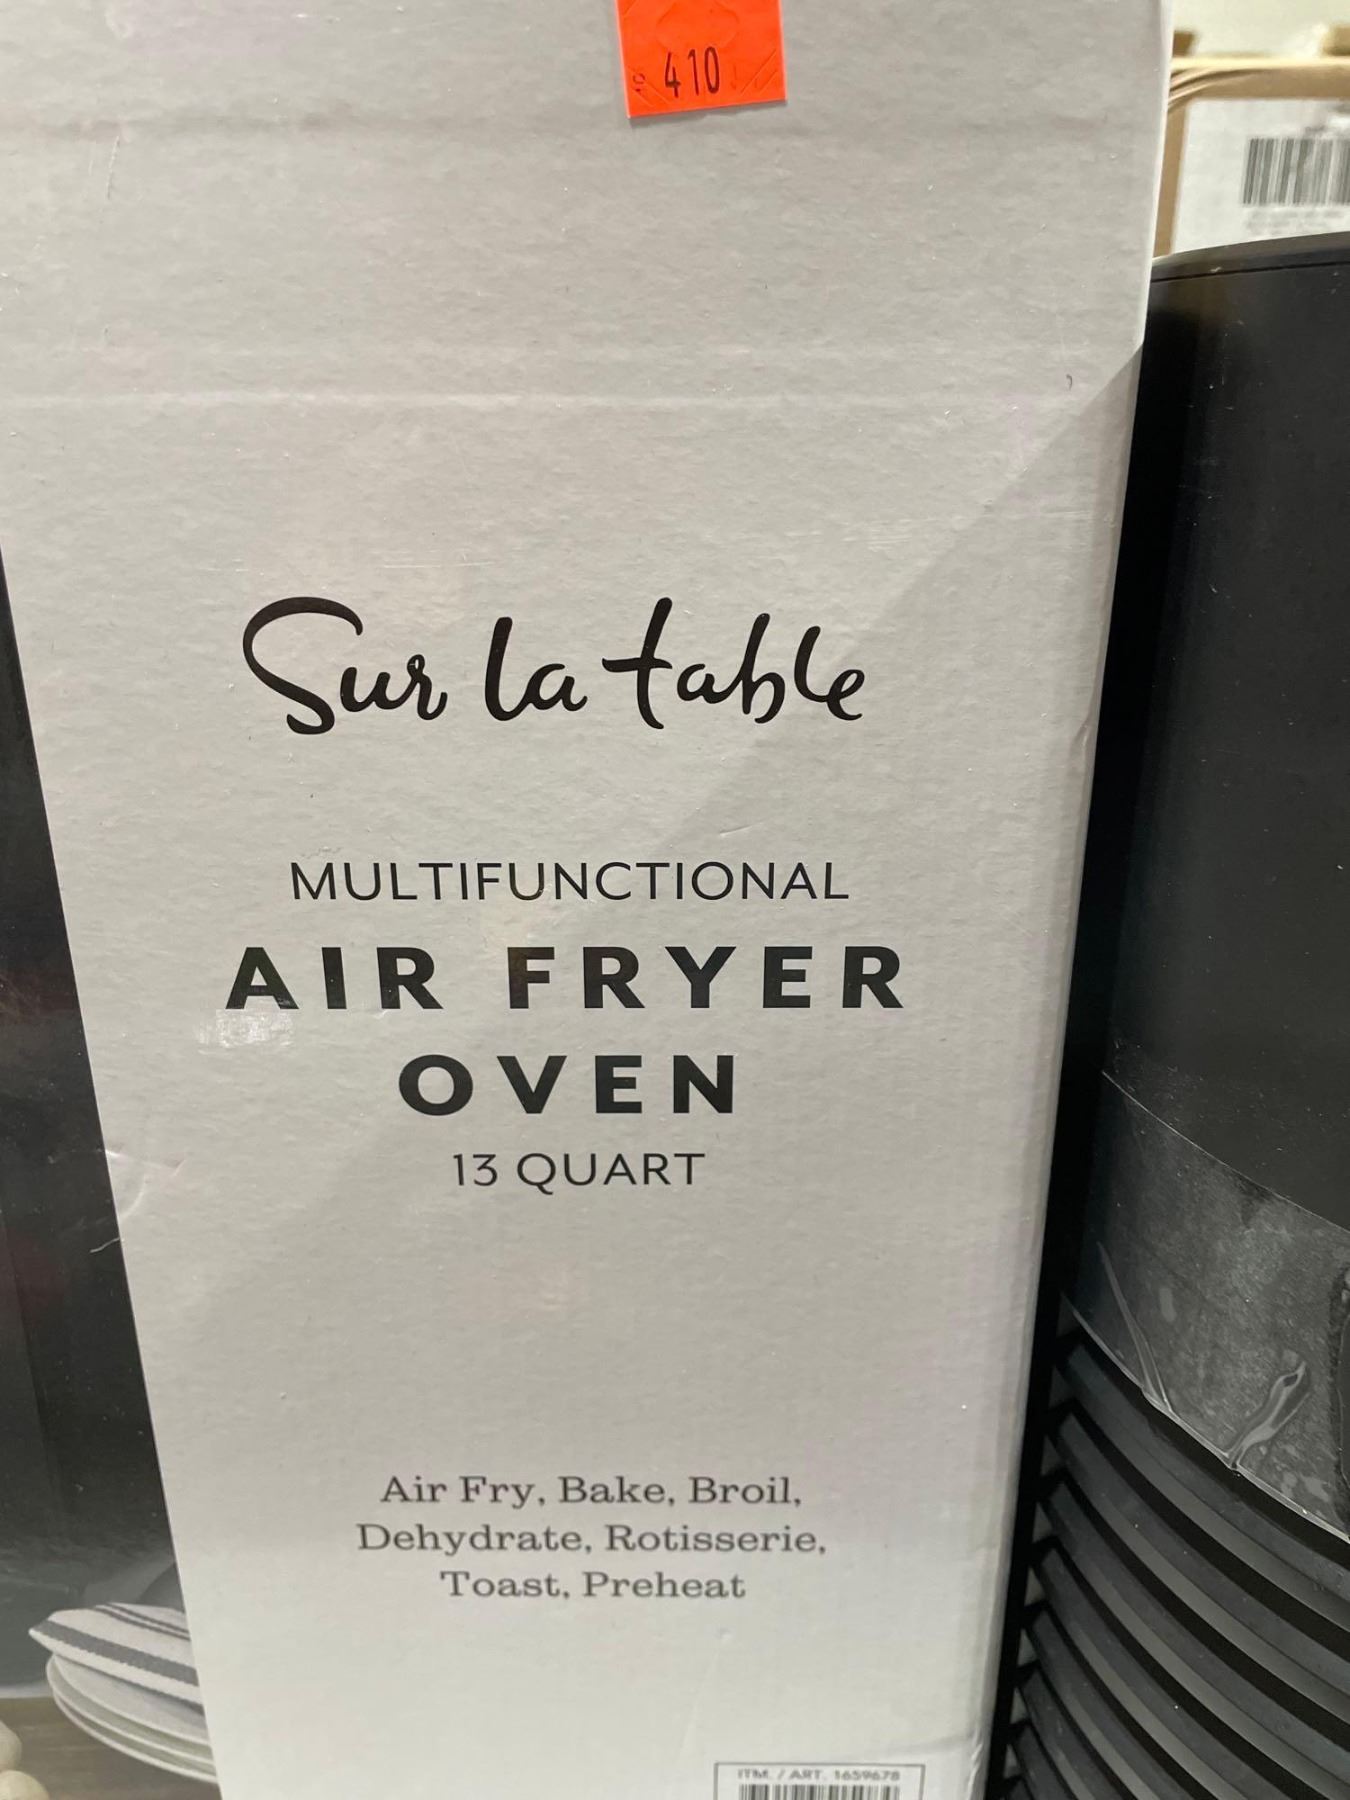 410
Sur la table
MULTIFUNCTIONAL
AIR FRYER
OVEN
13 QUART
Air Fry, Bake, Broil,
Dehydrate, Rotisserie,
Toast, Preheat
ITM. / ART. 1659678